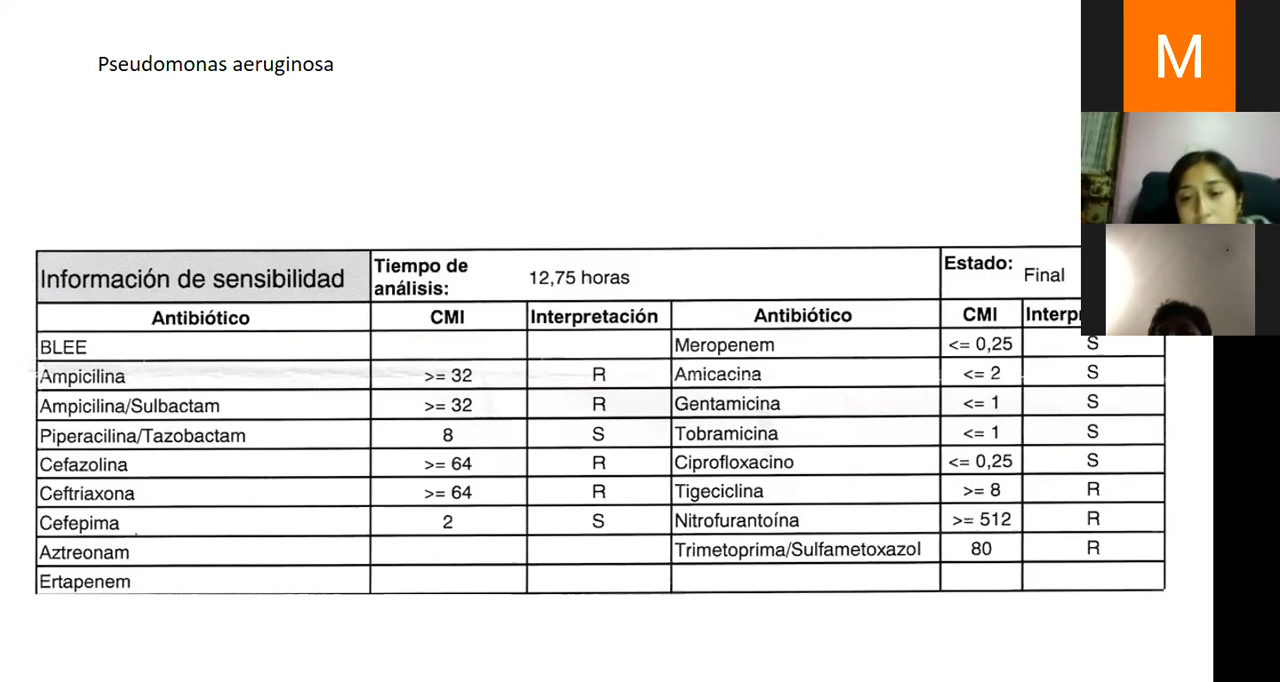 Pseudomonas aeruginosa
M
Información de sensibilidad Tiempo de análisis: 12,75 horas Estado: Final
Antibiótico CMI Interpretación Antibiótico CMI Interp
BLEE Meropenem <= 0,25 S
Ampicilina >= 32 R Amicacina <= 2 S
Ampicilina/Sulbactam >= 32 R Gentamicina <= 1 S
Piperacilina/Tazobactam 8 S Tobramicina <= 1 S
Cefazolina >= 64 R Ciprofloxacino <= 0,25 S
Ceftriaxona >= 64 R Tigeciclina >= 8 R
Cefepima 2 S Nitrofurantoína >= 512 R
Aztreonam Trimetoprima/Sulfametoxazol 80 R
Ertapenem